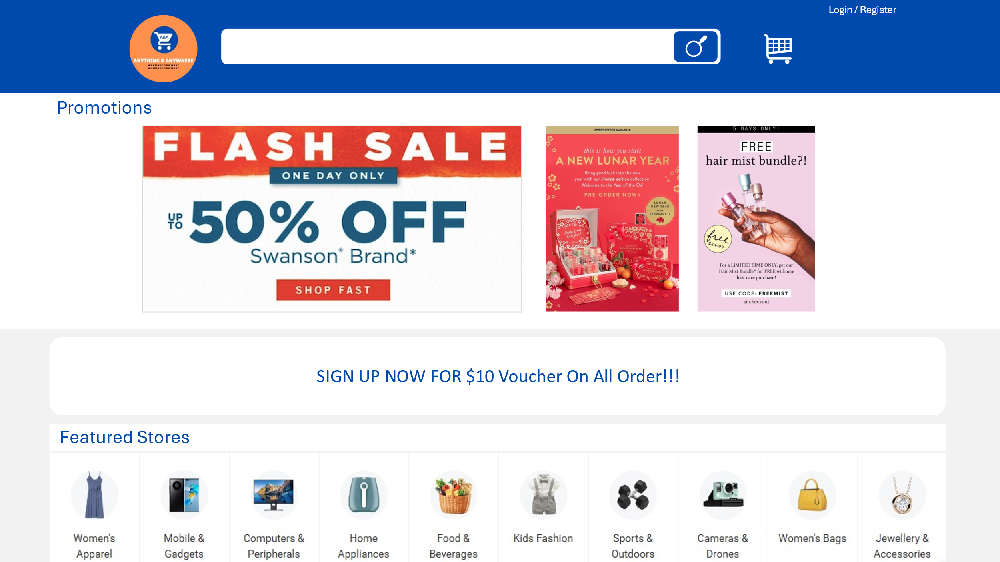 Login / Register
A&A
ANYTHING & ANYWHERE
WHATEVER YOU WANT
WHEREVER YOU WANT
Promotions
FLASH SALE
ONE DAY ONLY
UP TO 50% OFF
Swanson® Brand*
SHOP FAST
SWEET OFFERS AVAILABLE
this is how you start
A NEW LUNAR YEAR
Bring good luck into the new
year with our limited-edition collection.
Welcome to the Year of the Ox!
PRE-ORDER NOW >
LUNAR
NEW YEAR
is on
FEBRUARY 12
Happy Lunar
New Year!
LUNAR NEW YEAR
LUNAR NEW YEAR
5 DAYS ONLY!
FREE
hair mist bundle?!
free
$34.99
For a LIMITED TIME ONLY, get our
Hair Mist Bundle* for FREE with any
hair care purchase!
USE CODE: FREEMIST
at checkout
SIGN UP NOW FOR $10 Voucher On All Order!!!
Featured Stores
Women's
Apparel
Mobile &
Gadgets
Computers &
Peripherals
Home
Appliances
Food &
Beverages
Kids Fashion
Sports &
Outdoors
Cameras &
Drones
Women's Bags
Jewellery &
Accessories